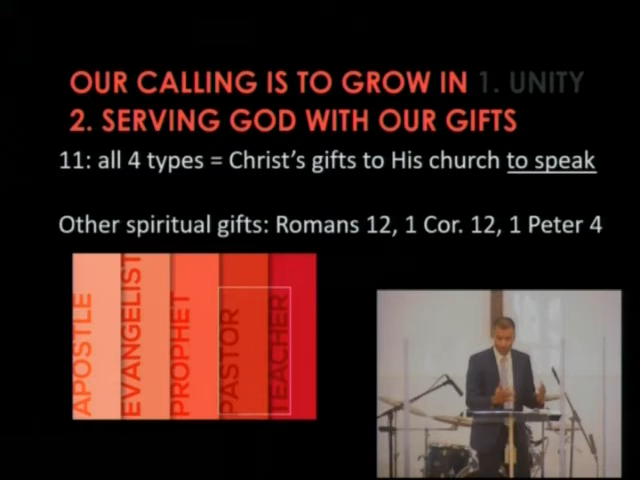 OUR CALLING IS TO GROW IN 1. UNITY
2. SERVING GOD WITH OUR GIFTS
11: all 4 types = Christ's gifts to His church to speak
Other spiritual gifts: Romans 12, 1 Cor. 12, 1 Peter 4
APOSTLE
EVANGELIST
PROPHET
PASTOR
TEACHER